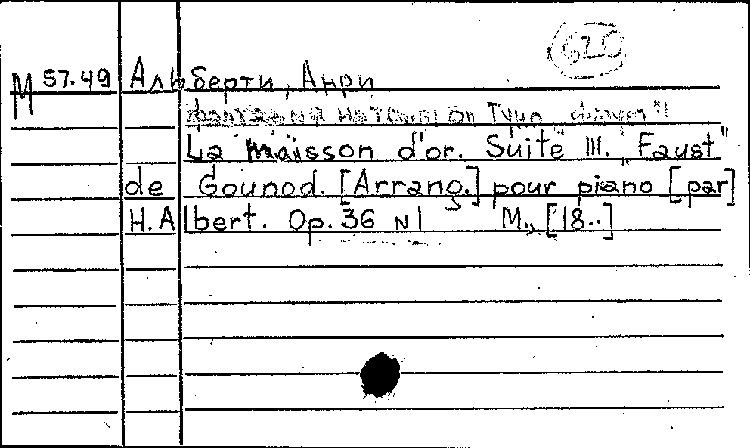 620
М 57.49 Альберти, Анри
La maisson d'or. Suite III. "Faust"
de Gounod. [Arrang.] pour piano [par]
H. Albert. Op. 36 N1 M., [18..]